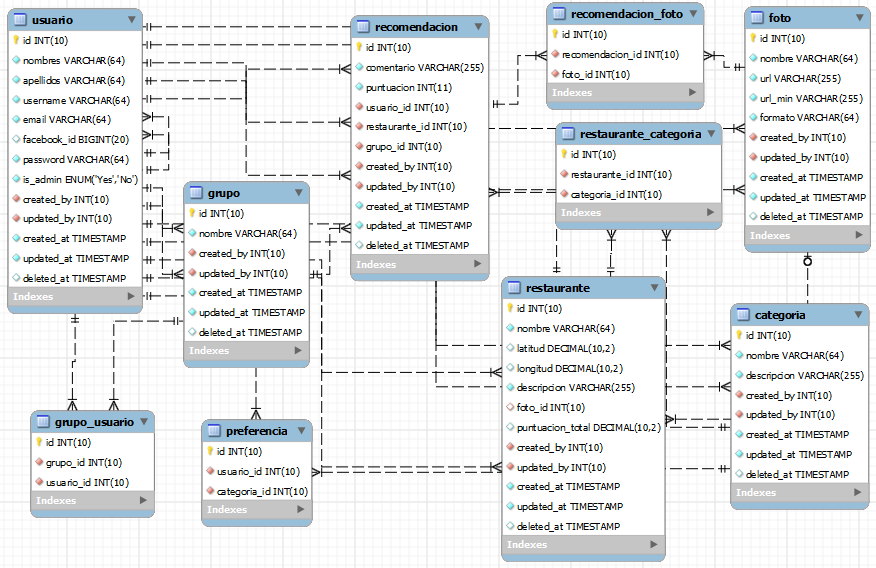 usuario
id INT(10)
nombres VARCHAR(64)
apellidos VARCHAR(64)
username VARCHAR(64)
email VARCHAR(64)
facebook_id BIGINT(20)
password VARCHAR(64)
is_admin ENUM('Yes','No')
created_by INT(10)
updated_by INT(10)
created_at TIMESTAMP
updated_at TIMESTAMP
deleted_at TIMESTAMP
Indexes
recomendacion
id INT(10)
comentario VARCHAR(255)
puntuacion INT(11)
usuario_id INT(10)
restaurante_id INT(10)
grupo_id INT(10)
created_by INT(10)
updated_by INT(10)
created_at TIMESTAMP
updated_at TIMESTAMP
deleted_at TIMESTAMP
Indexes
recomendacion_foto
id INT(10)
recomendacion_id INT(10)
foto_id INT(10)
Indexes
foto
id INT(10)
nombre VARCHAR(64)
url VARCHAR(255)
url_min VARCHAR(255)
formato VARCHAR(64)
created_by INT(10)
updated_by INT(10)
created_at TIMESTAMP
updated_at TIMESTAMP
deleted_at TIMESTAMP
Indexes
restaurante_categoria
id INT(10)
restaurante_id INT(10)
categoria_id INT(10)
Indexes
grupo
id INT(10)
nombre VARCHAR(64)
created_by INT(10)
updated_by INT(10)
created_at TIMESTAMP
updated_at TIMESTAMP
deleted_at TIMESTAMP
Indexes
restaurante
id INT(10)
nombre VARCHAR(64)
latitud DECIMAL(10,2)
longitud DECIMAL(10,2)
descripcion VARCHAR(255)
foto_id INT(10)
puntuacion_total DECIMAL(10,2)
created_by INT(10)
updated_by INT(10)
created_at TIMESTAMP
updated_at TIMESTAMP
deleted_at TIMESTAMP
Indexes
categoria
id INT(10)
nombre VARCHAR(64)
descripcion VARCHAR(255)
created_by INT(10)
updated_by INT(10)
created_at TIMESTAMP
updated_at TIMESTAMP
deleted_at TIMESTAMP
Indexes
grupo_usuario
id INT(10)
grupo_id INT(10)
usuario_id INT(10)
Indexes
preferencia
id INT(10)
usuario_id INT(10)
categoria_id INT(10)
Indexes